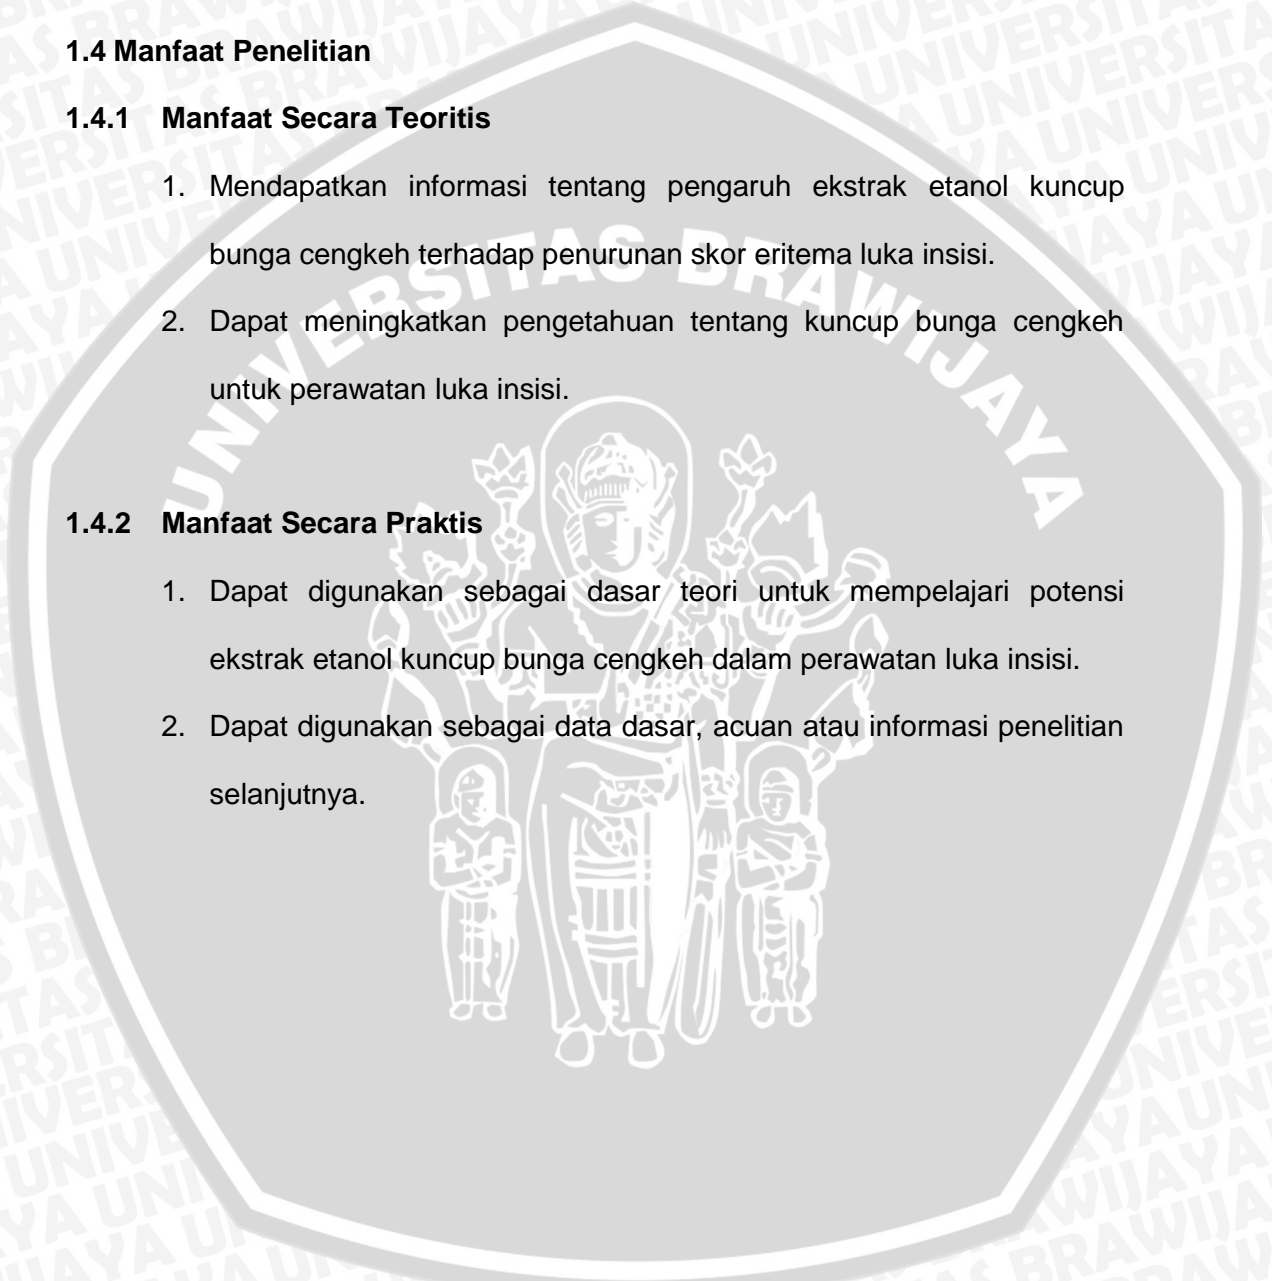 1.4 Manfaat Penelitian
1.4.1 Manfaat Secara Teoritis
1. Mendapatkan informasi tentang pengaruh ekstrak etanol kuncup
bunga cengkeh terhadap penurunan skor eritema luka insisi.
UNIVERSITAS BRAWIJAYA
2. Dapat meningkatkan pengetahuan tentang kuncup bunga cengkeh
untuk perawatan luka insisi.
1.4.2 Manfaat Secara Praktis
1. Dapat digunakan sebagai dasar teori untuk mempelajari potensi
ekstrak etanol kuncup bunga cengkeh dalam perawatan luka insisi.
2. Dapat digunakan sebagai data dasar, acuan atau informasi penelitian
selanjutnya.